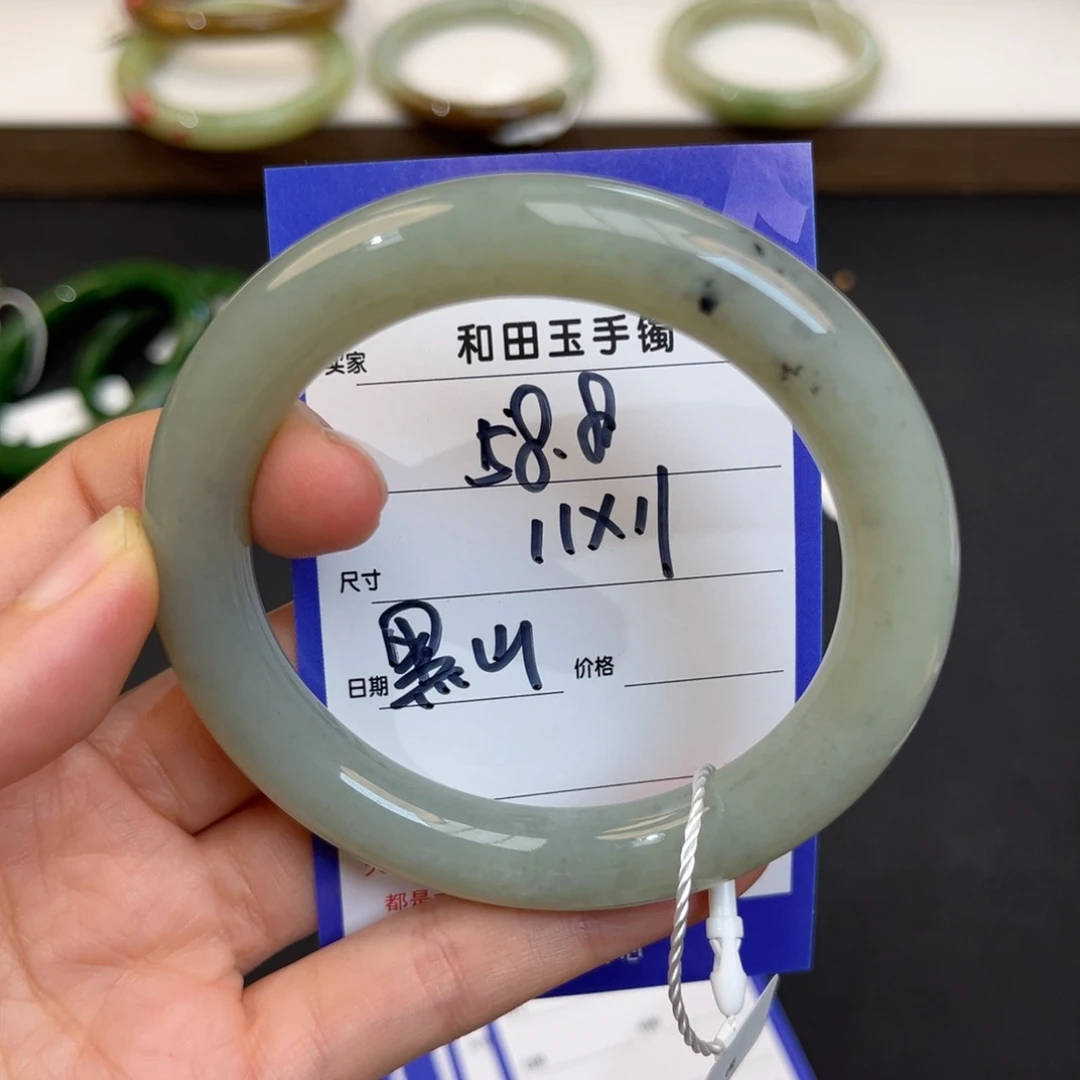 和田玉手镯
卖家
58.8
11X11
尺寸
日期 黑山 价格
都是